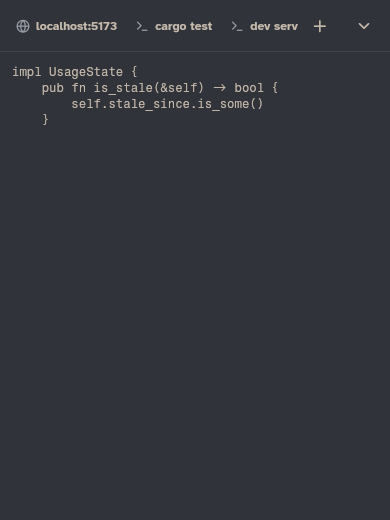 localhost:5173 cargo test dev serv
impl UsageState {
    pub fn is_stale(&self) -> bool {
        self.stale_since.is_some()
    }